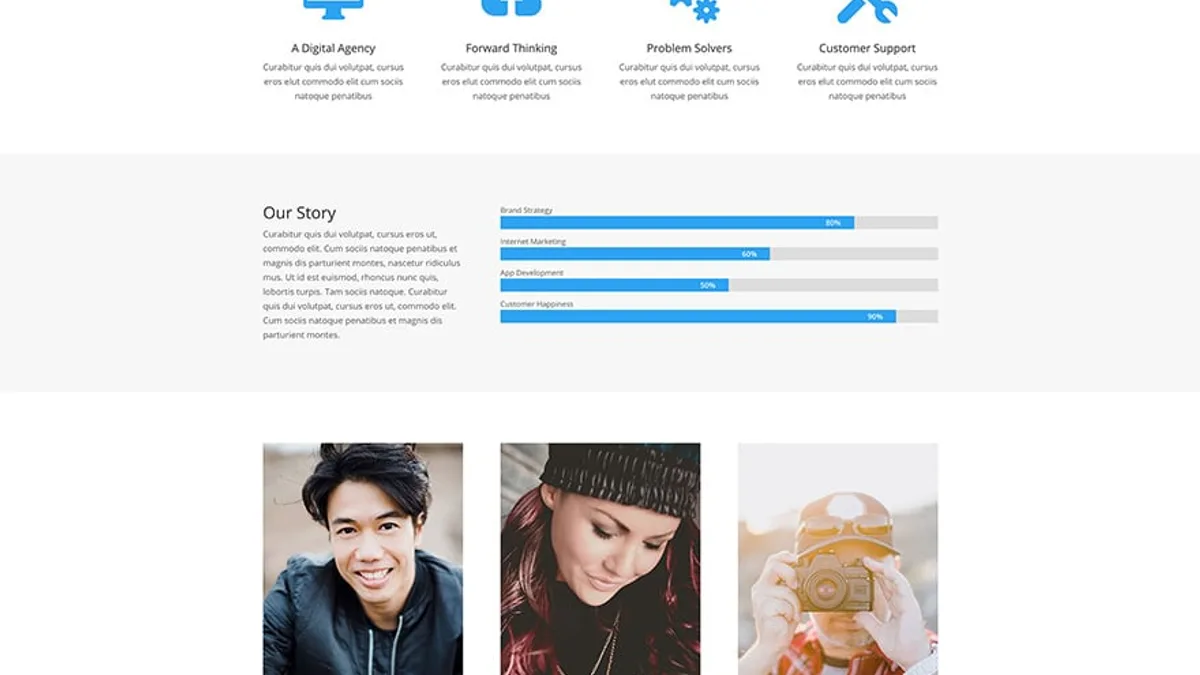 A Digital Agency
Curabitur quis dui volutpat, cursus
eros elut commodo elit cum sociis
natoque penatibus
Forward Thinking
Curabitur quis dui volutpat, cursus
eros elut commodo elit cum sociis
natoque penatibus
Problem Solvers
Curabitur quis dui volutpat, cursus
eros elut commodo elit cum sociis
natoque penatibus
Customer Support
Curabitur quis dui volutpat, cursus
eros elut commodo elit cum sociis
natoque penatibus
Our Story
Curabitur quis dui volutpat, cursus eros ut,
commodo elit. Cum sociis natoque penatibus et
magnis dis parturient montes, nascetur ridiculus
mus. Ut id est euismod, rhoncus nunc quis,
lobortis turpis. Tam sociis natoque. Curabitur
quis dui volutpat, cursus eros ut, commodo elit.
Cum sociis natoque penatibus et magnis dis
parturient montes.
Brand Strategy
80%
Internet Marketing
60%
App Development
50%
Customer Happiness
90%